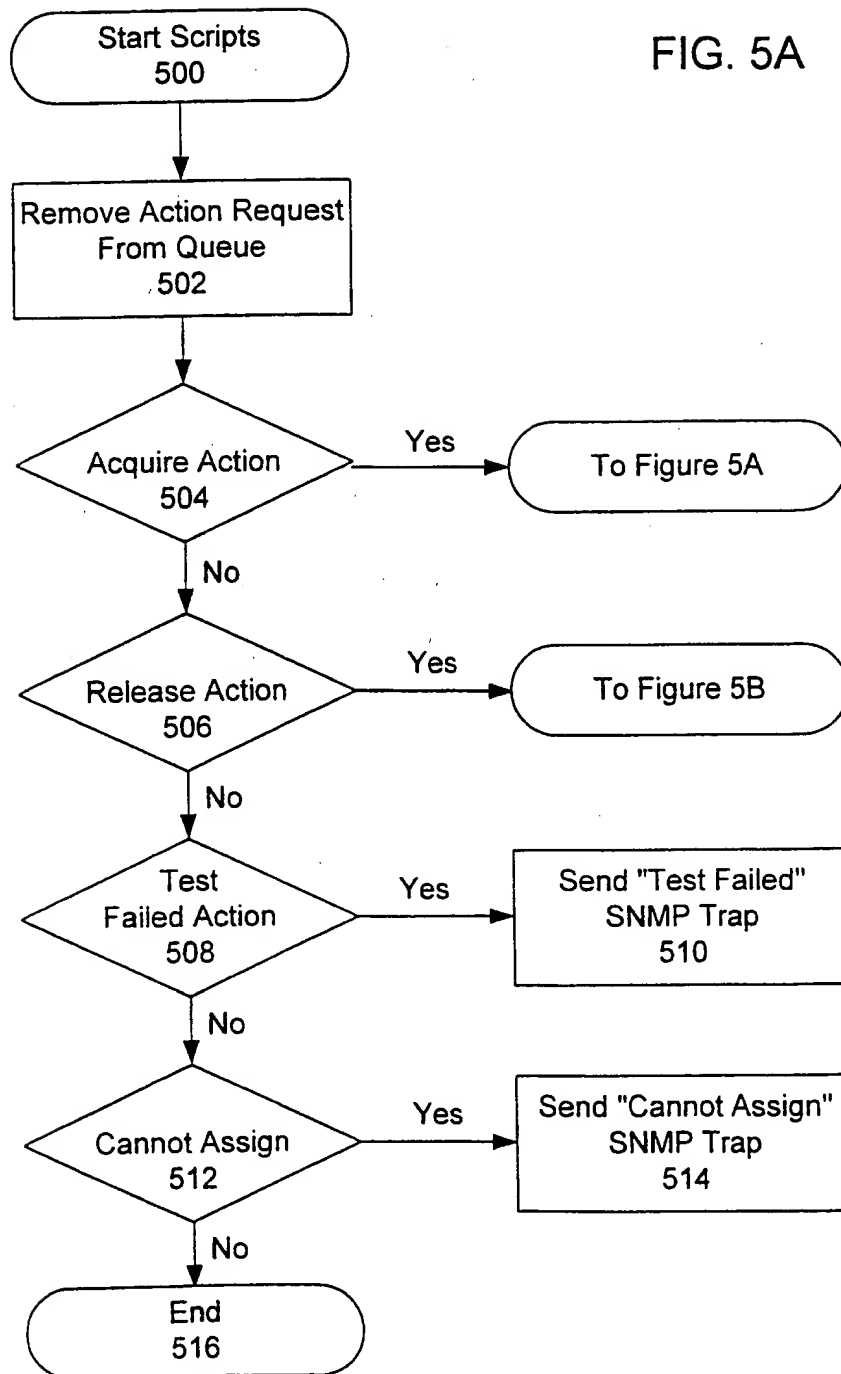 FIG. 5A
Start Scripts
500
Remove Action Request
From Queue
502
Acquire Action
504
Yes
To Figure 5A
No
Release Action
506
Yes
To Figure 5B
No
Test
Failed Action
508
Yes
Send "Test Failed"
SNMP Trap
510
No
Cannot Assign
512
Yes
Send "Cannot Assign"
SNMP Trap
514
No
End
516